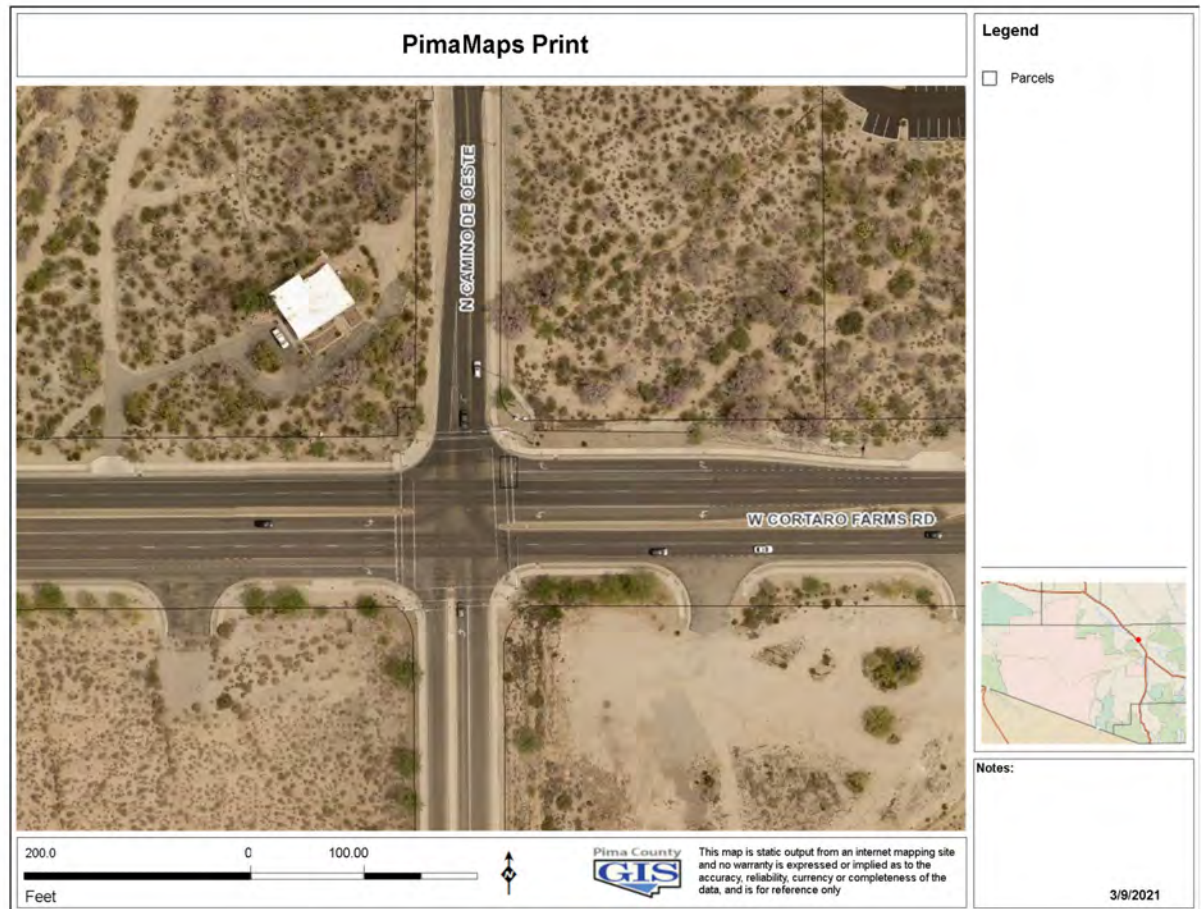 PimaMaps Print
Legend
Parcels
N CAMINO DE OESTE
W CORTARO FARMS RD
Notes:
200.0 0 100.00
Feet
N
Pima County
GIS
This map is static output from an internet mapping site
and no warranty is expressed or implied as to the
accuracy, reliability, currency or completeness of the
data, and is for reference only
3/9/2021